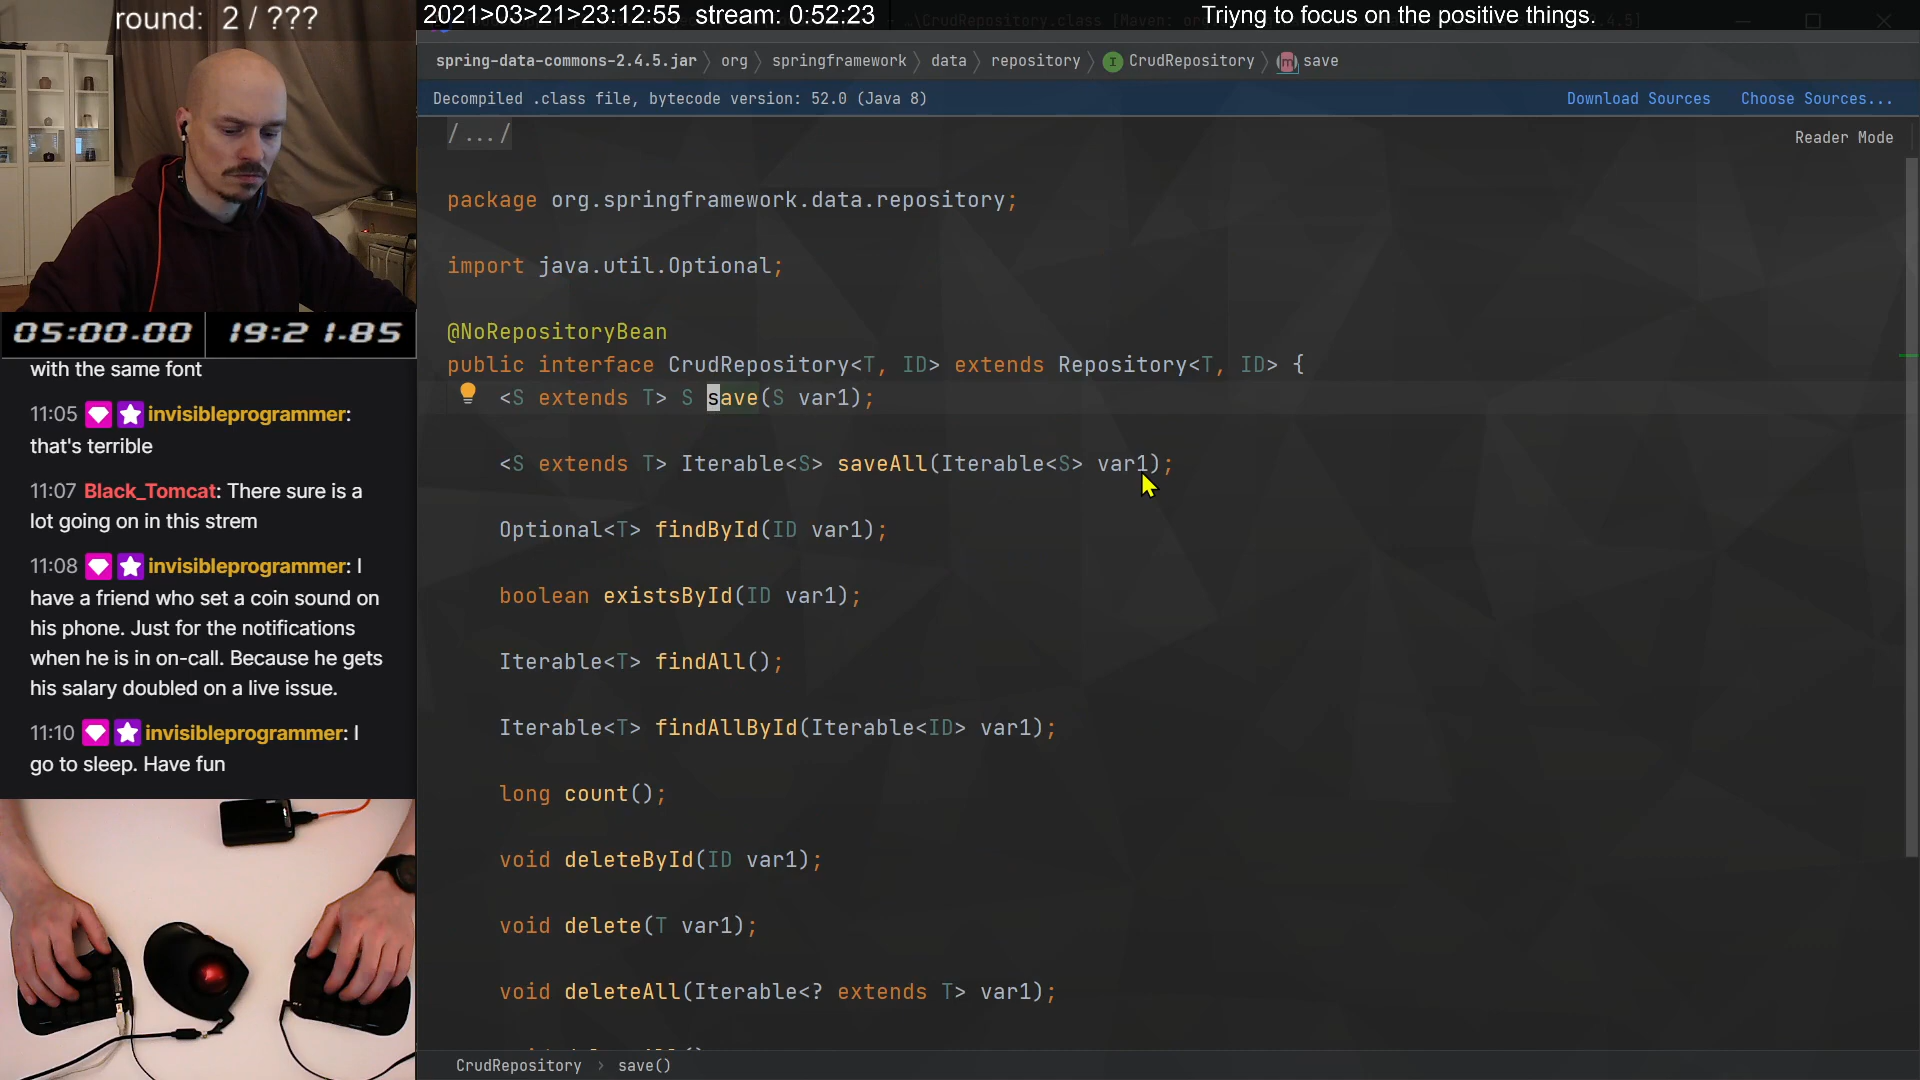 round: 2 / ???
2021>03>21>23:12:55 stream: 0:52:23
Triyng to focus on the positive things.
spring-data-commons-2.4.5.jar 〉 org 〉 springframework 〉 data 〉 repository 〉 I CrudRepository 〉 m save
Decompiled .class file, bytecode version: 52.0 (Java 8)
Download Sources Choose Sources...
/.../
Reader Mode
package org.springframework.data.repository;
import java.util.Optional;
@NoRepositoryBean
public interface CrudRepository<T, ID> extends Repository<T, ID> {
<S extends T> S save(S var1);
<S extends T> Iterable<S> saveAll(Iterable<S> var1);
Optional<T> findById(ID var1);
boolean existsById(ID var1);
Iterable<T> findAll();
Iterable<T> findAllById(Iterable<ID> var1);
long count();
void deleteById(ID var1);
void delete(T var1);
void deleteAll(Iterable<? extends T> var1);
CrudRepository › save()
05:00.00 19:21.85
with the same font
11:05 invisibleprogrammer:
that's terrible
11:07 Black_Tomcat: There sure is a
lot going on in this strem
11:08 invisibleprogrammer: I
have a friend who set a coin sound on
his phone. Just for the notifications
when he is in on-call. Because he gets
his salary doubled on a live issue.
11:10 invisibleprogrammer: I
go to sleep. Have fun